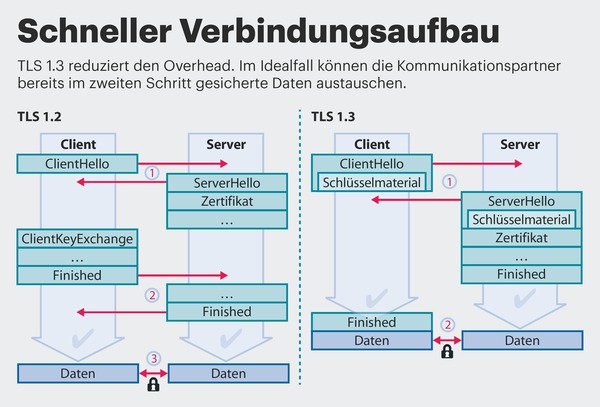 Schneller Verbindungsaufbau
TLS 1.3 reduziert den Overhead. Im Idealfall können die Kommunikationspartner
bereits im zweiten Schritt gesicherte Daten austauschen.
TLS 1.2
Client
Server
ClientHello
1
ServerHello
Zertifikat
...
ClientKeyExchange
...
Finished
2
...
Finished
3
Daten
Daten
TLS 1.3
Client
Server
ClientHello
Schlüsselmaterial
1
ServerHello
Schlüsselmaterial
Zertifikat
...
Finished
Finished
2
Daten
Daten